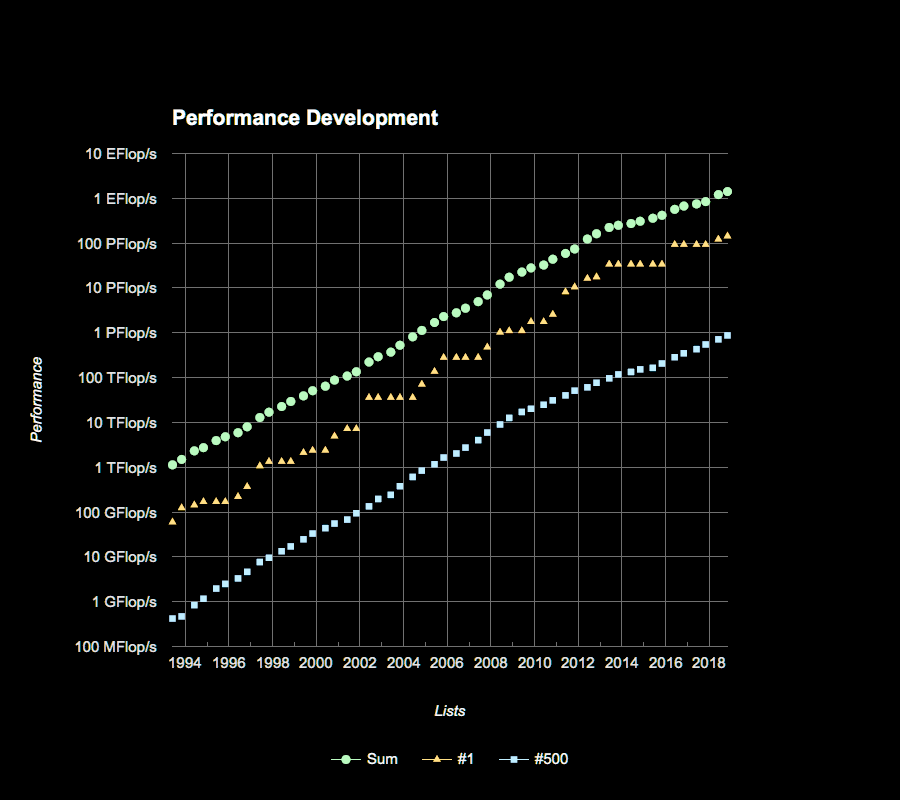 Performance Development
10 EFlop/s
1 EFlop/s
100 PFlop/s
10 PFlop/s
1 PFlop/s
100 TFlop/s
10 TFlop/s
1 TFlop/s
100 GFlop/s
10 GFlop/s
1 GFlop/s
100 MFlop/s
Performance
1994 1996 1998 2000 2002 2004 2006 2008 2010 2012 2014 2016 2018
Lists
Sum #1 #500